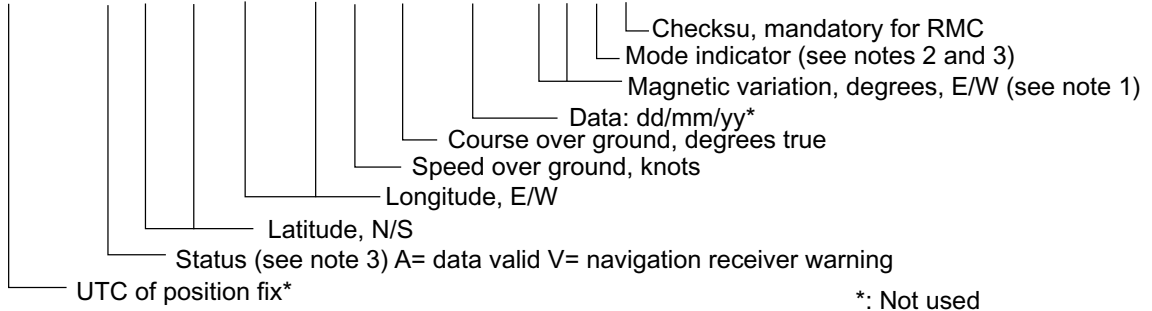 Checksu, mandatory for RMC
Mode indicator (see notes 2 and 3)
Magnetic variation, degrees, E/W (see note 1)
Data: dd/mm/yy*
Course over ground, degrees true
Speed over ground, knots
Longitude, E/W
Latitude, N/S
Status (see note 3) A= data valid V= navigation receiver warning
UTC of position fix*
*: Not used